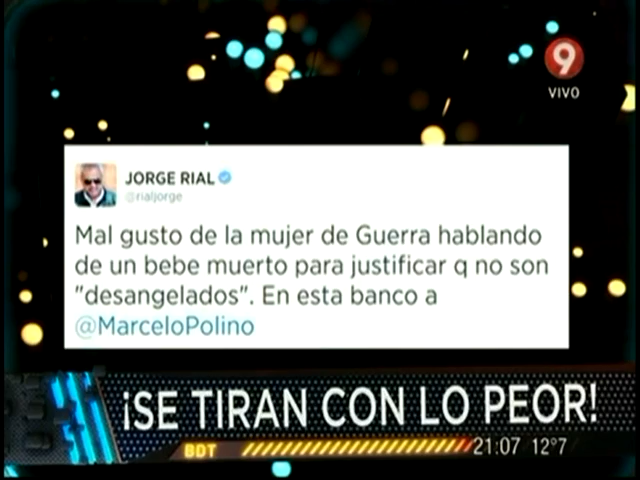 9
VIVO
JORGE RIAL
@rialjorge
Mal gusto de la mujer de Guerra hablando
de un bebe muerto para justificar q no son
"desangelados". En esta banco a
@MarceloPolino
¡SE TIRAN CON LO PEOR!
BDT
21:07 12°7